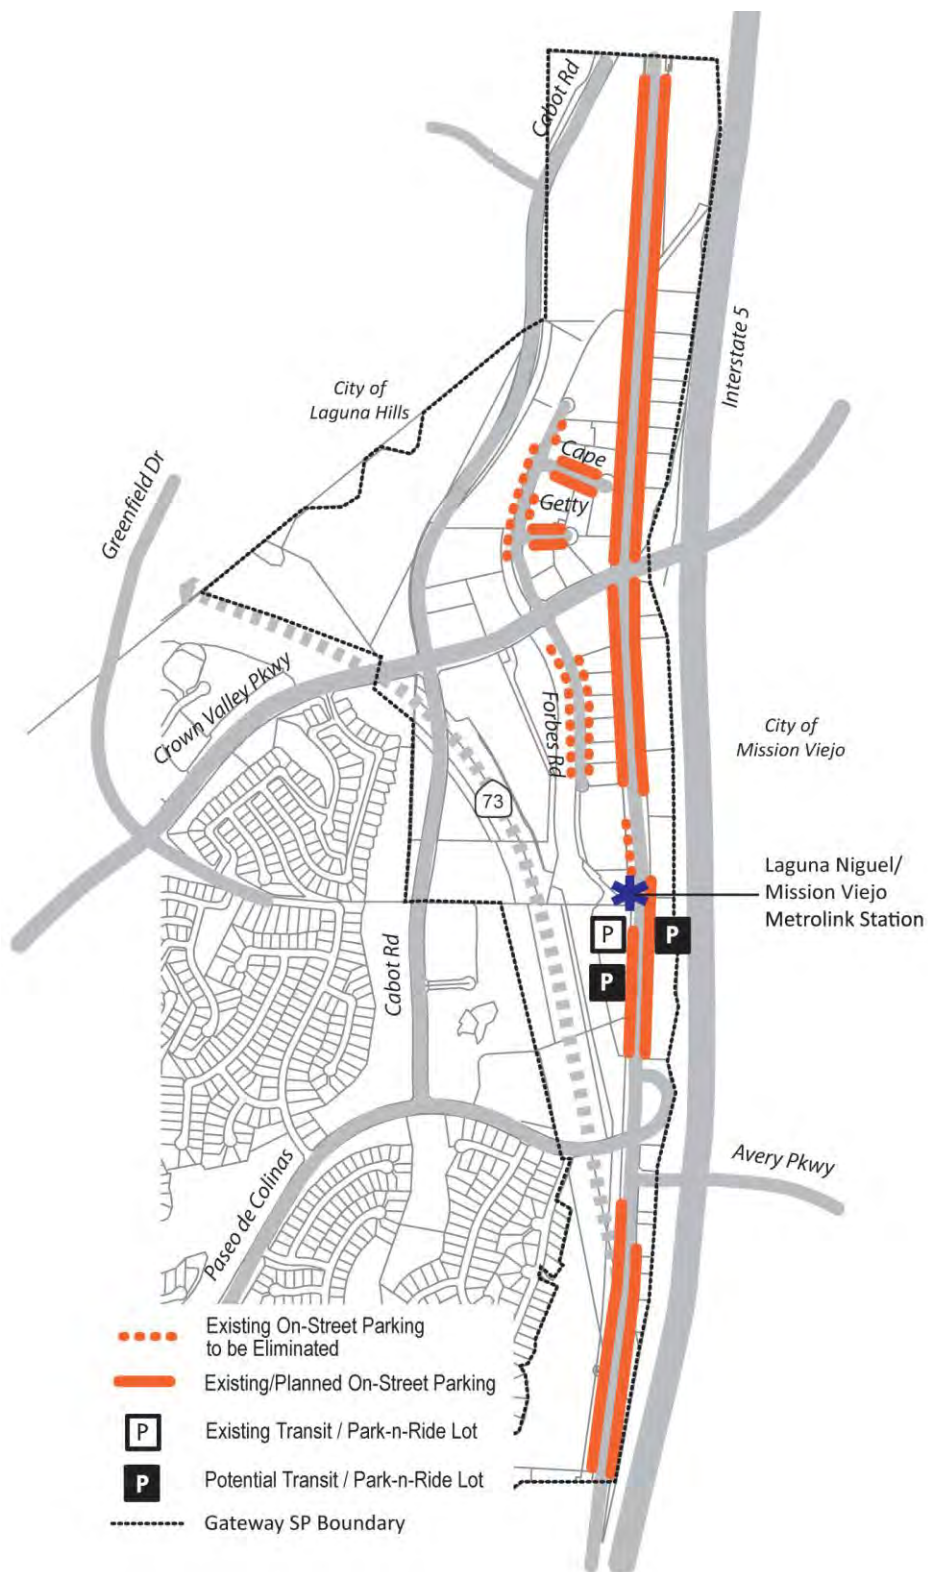 Cabot Rd
Interstate 5
City of
Laguna Hills
Greenfield Dr
Cape
Getty
Crown Valley Pkwy
Forbes Rd
City of
Mission Viejo
73
Laguna Niguel/
Mission Viejo
Metrolink Station
P
P
P
Cabot Rd
Avery Pkwy
Paseo de Colinas
Existing On-Street Parking
to be Eliminated
Existing/Planned On-Street Parking
P
Existing Transit / Park-n-Ride Lot
P
Potential Transit / Park-n-Ride Lot
Gateway SP Boundary